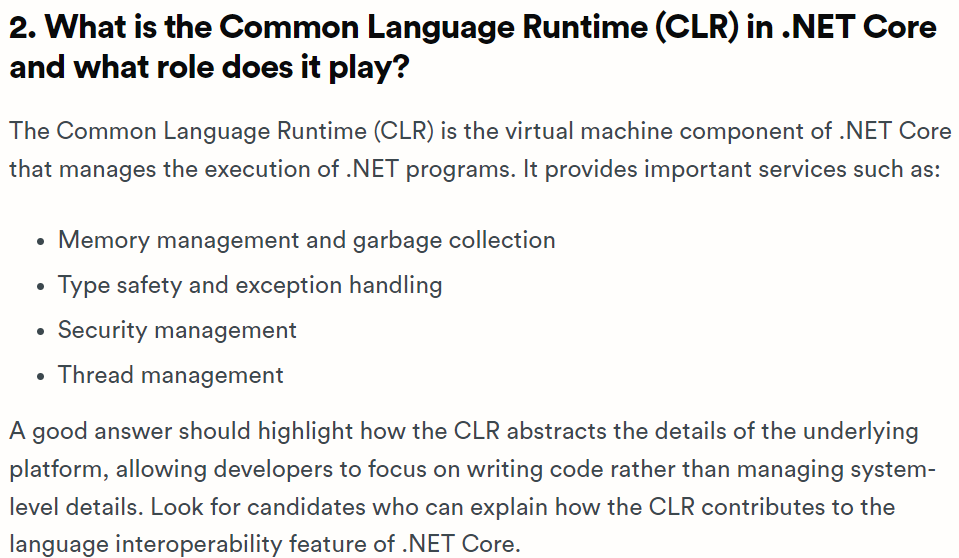 2. What is the Common Language Runtime (CLR) in .NET Core
and what role does it play?
The Common Language Runtime (CLR) is the virtual machine component of .NET Core
that manages the execution of .NET programs. It provides important services such as:
• Memory management and garbage collection
• Type safety and exception handling
• Security management
• Thread management
A good answer should highlight how the CLR abstracts the details of the underlying
platform, allowing developers to focus on writing code rather than managing system-
level details. Look for candidates who can explain how the CLR contributes to the
language interoperability feature of .NET Core.